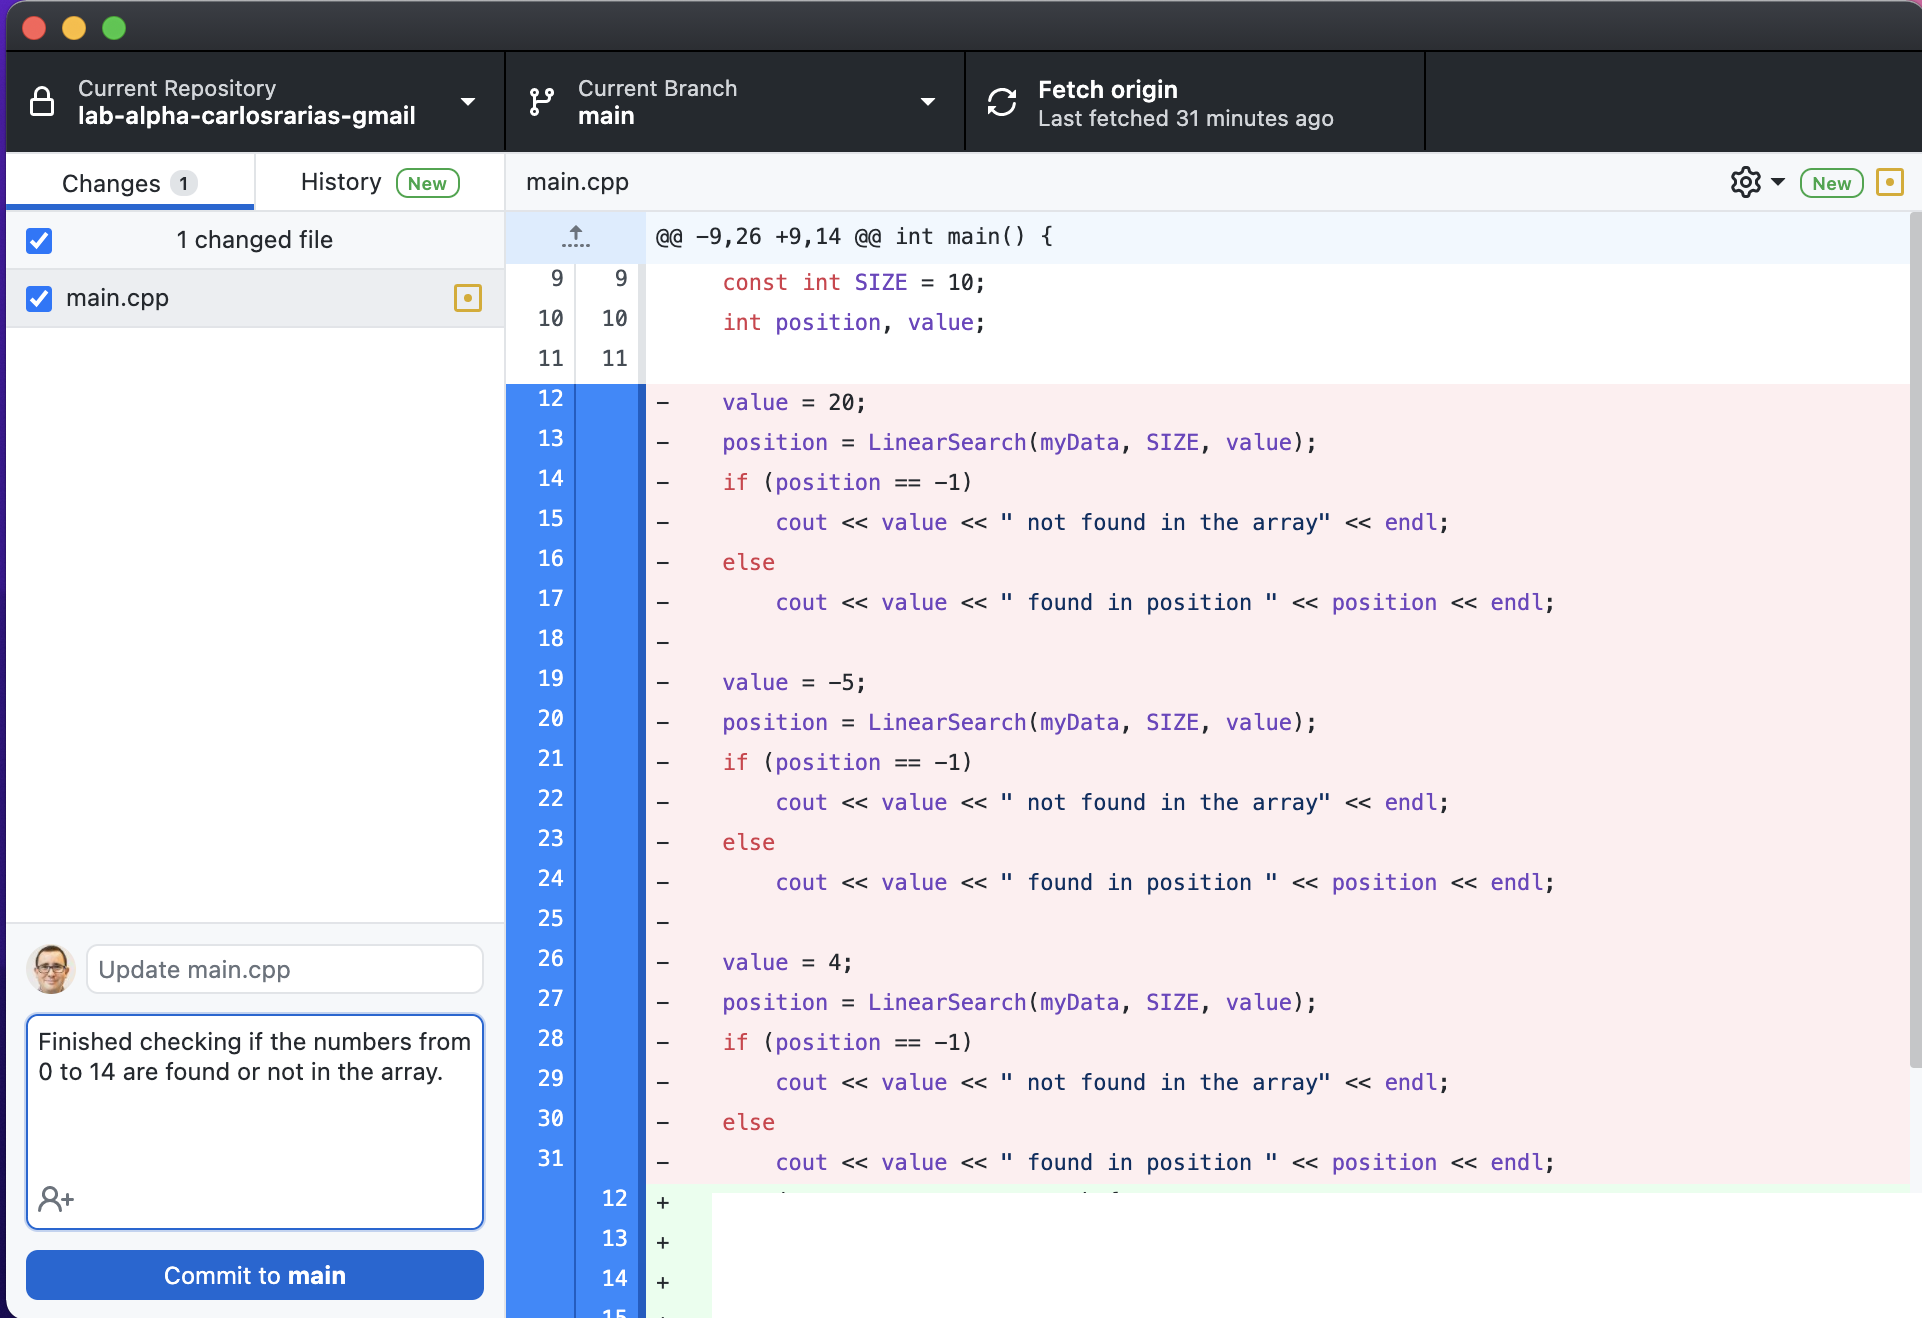 Current Repository
lab-alpha-carlosrarias-gmail
Current Branch
main
Fetch origin
Last fetched 31 minutes ago
Changes 1
History New
main.cpp
New
1 changed file
main.cpp
@@ -9,26 +9,14 @@ int main() {
9 9 const int SIZE = 10;
10 10 int position, value;
11 11
12 - value = 20;
13 - position = LinearSearch(myData, SIZE, value);
14 - if (position == -1)
15 - cout << value << " not found in the array" << endl;
16 - else
17 - cout << value << " found in position " << position << endl;
18 -
19 - value = -5;
20 - position = LinearSearch(myData, SIZE, value);
21 - if (position == -1)
22 - cout << value << " not found in the array" << endl;
23 - else
24 - cout << value << " found in position " << position << endl;
25 -
26 - value = 4;
27 - position = LinearSearch(myData, SIZE, value);
28 - if (position == -1)
29 - cout << value << " not found in the array" << endl;
30 - else
31 - cout << value << " found in position " << position << endl;
12 +
13 +
14 +
15
Update main.cpp
Finished checking if the numbers from
0 to 14 are found or not in the array.
Commit to main